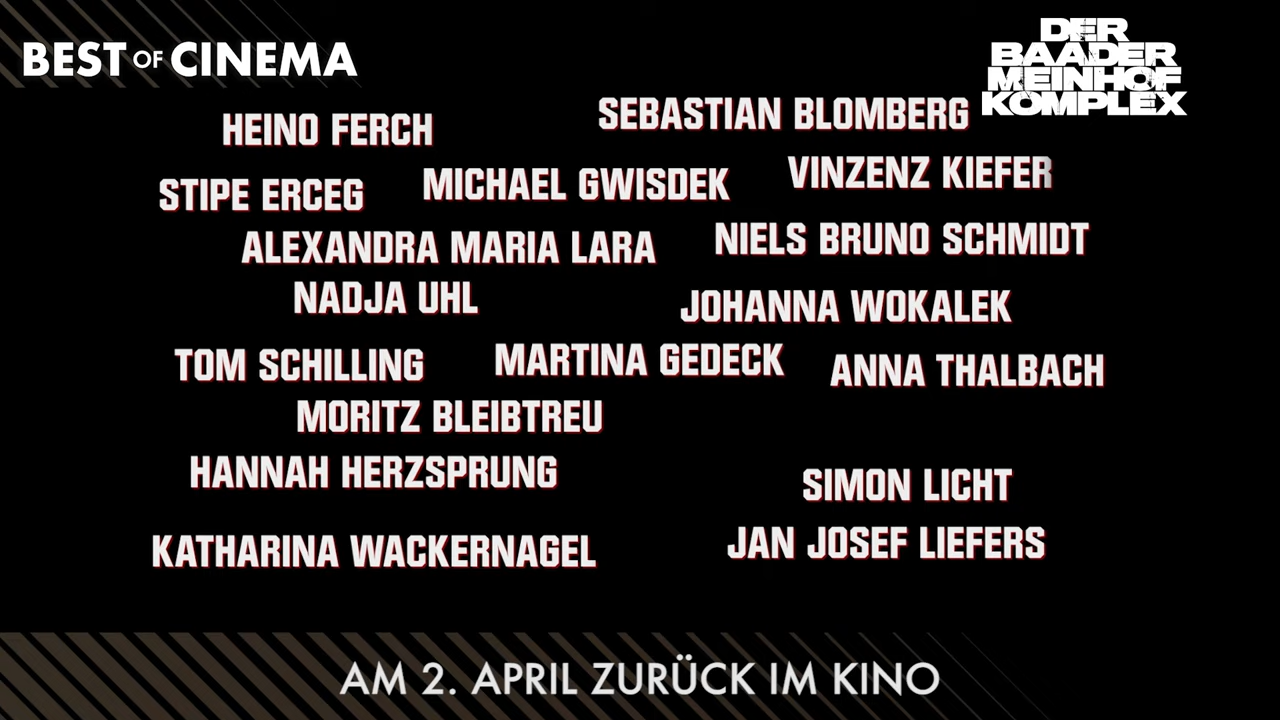 BEST OF CINEMA
DER
BAADER
MEINHOF
KOMPLEX
HEINO FERCH
SEBASTIAN BLOMBERG
STIPE ERCEG
MICHAEL GWISDEK
VINZENZ KIEFER
ALEXANDRA MARIA LARA
NIELS BRUNO SCHMIDT
NADJA UHL
JOHANNA WOKALEK
TOM SCHILLING
MARTINA GEDECK
ANNA THALBACH
MORITZ BLEIBTREU
HANNAH HERZSPRUNG
SIMON LICHT
KATHARINA WACKERNAGEL
JAN JOSEF LIEFERS
AM 2. APRIL ZURÜCK IM KINO